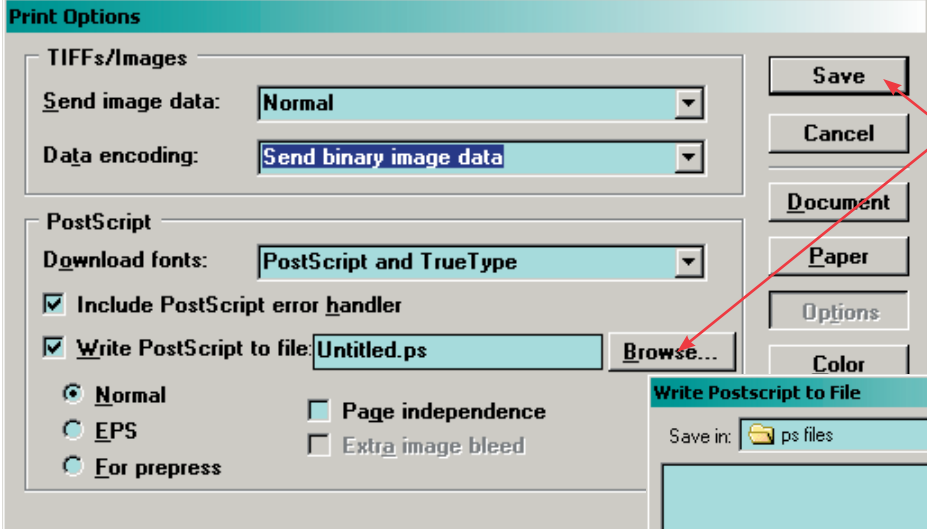 Print Options
TIFFs/Images
Send image data: Normal
Data encoding: Send binary image data
PostScript
Download fonts: PostScript and TrueType
Include PostScript error handler
Write PostScript to file: Untitled.ps Browse...
Normal
EPS
For prepress
Page independence
Extra image bleed
Save
Cancel
Document
Paper
Options
Color
Write Postscript to File
Save in: ps files